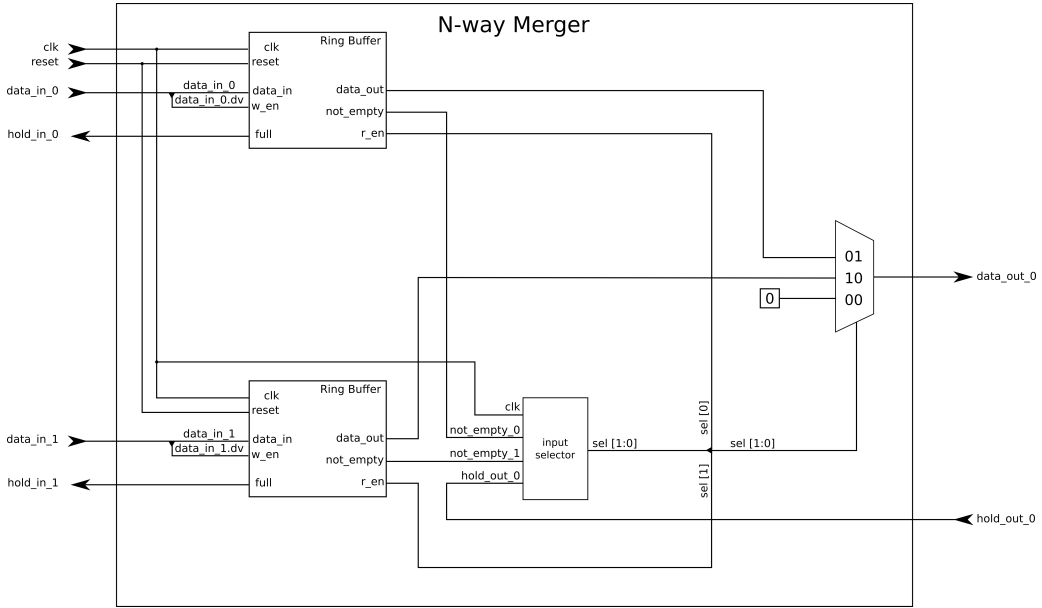 N-way Merger
clk
reset
data_in_0
hold_in_0
Ring Buffer
clk
reset
data_in_0
data_in
data_in_0.dv
w_en
full
data_out
not_empty
r_en
01
10
00
0
data_out_0
data_in_1
hold_in_1
Ring Buffer
clk
reset
data_in_1
data_in
data_in_1.dv
w_en
full
data_out
not_empty
r_en
clk
not_empty_0
not_empty_1
hold_out_0
input
selector
sel [1:0]
sel [0]
sel [1]
sel [1:0]
hold_out_0